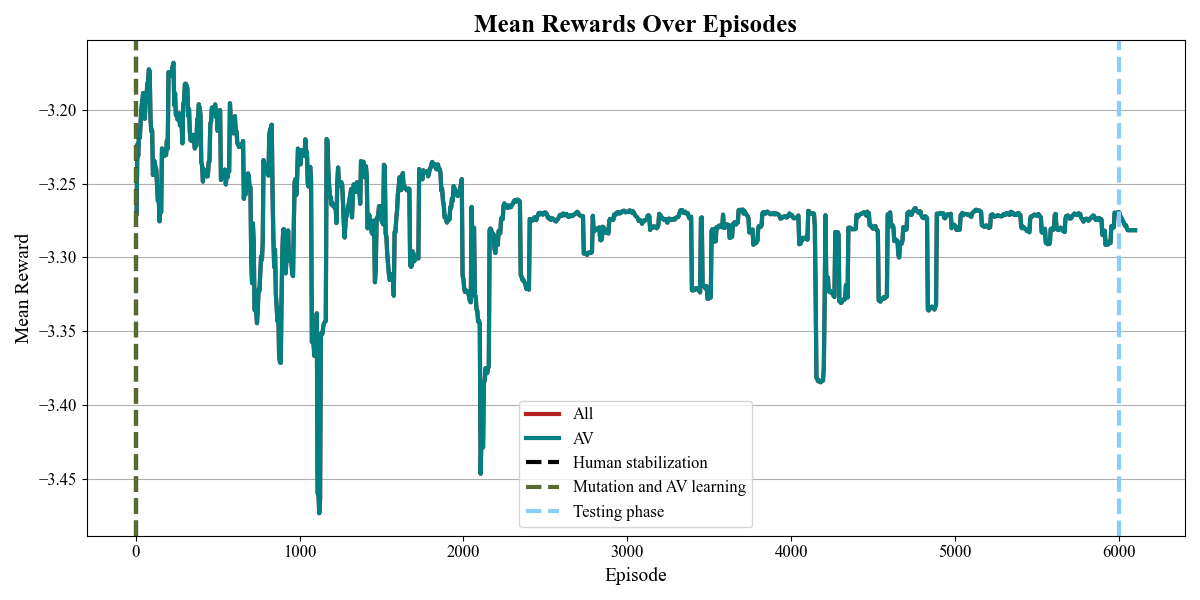 Mean Rewards Over Episodes
Mean Reward
−3.20
−3.25
−3.30
−3.35
−3.40
−3.45
All
AV
Human stabilization
Mutation and AV learning
Testing phase
0 1000 2000 3000 4000 5000 6000
Episode